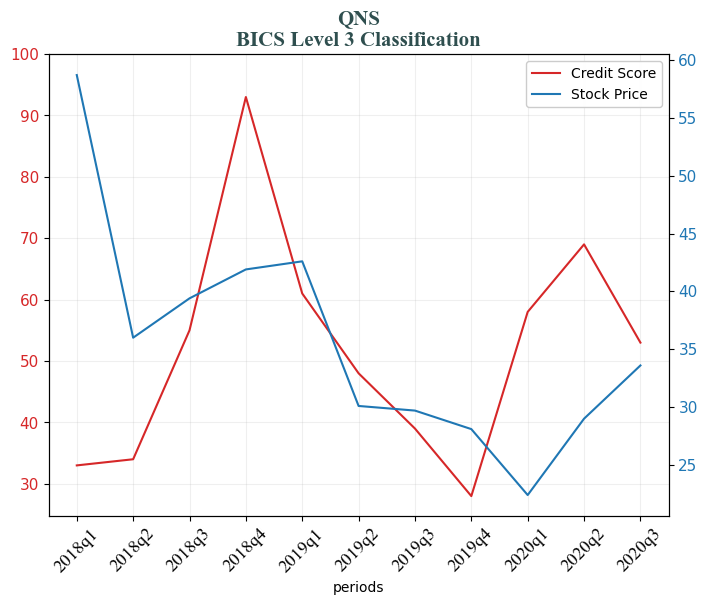 QNS
BICS Level 3 Classification
Credit Score
Stock Price
100
90
80
70
60
50
40
30
60
55
50
45
40
35
30
25
2018q1
2018q2
2018q3
2018q4
2019q1
2019q2
2019q3
2019q4
2020q1
2020q2
2020q3
periods